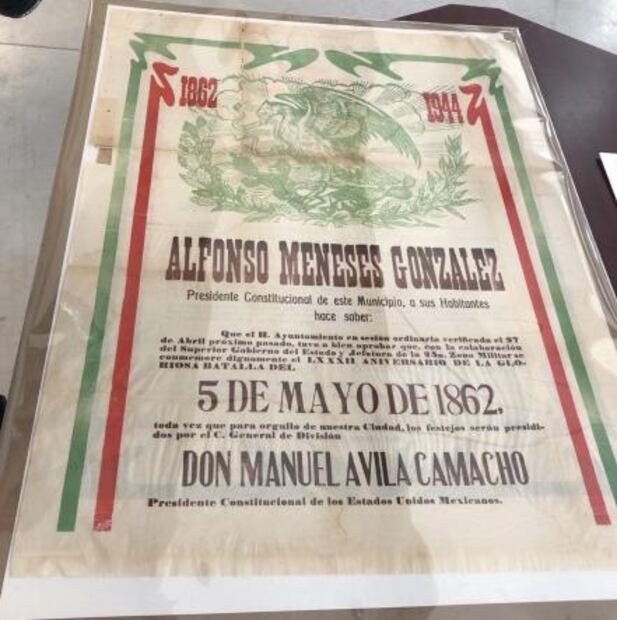 1862 1944
ALFONSO MENESES GONZALEZ
Presidente Constitucional de este Municipio, a sus Habitantes
hace saber:
Que el H. Ayuntamiento en sesion ordinaria verificada el 27
de Abril próximo pasado, tuvo a bien aprobar que, con la colaboración
del Superior Gobierno del Estado y Jefatura de la 25a. Zona Militar se
conmemore dignamente el LXXXII ANIVERSARIO DE LA GLO-
RIOSA BATALLA DEL
5 DE MAYO DE 1862,
toda vez que para orgullo de nuestra Ciudad, los festejos serán presidi-
dos por el C. General de División
DON MANUEL AVILA CAMACHO
Presidente Constitucional de los Estados Unidos Mexicanos.